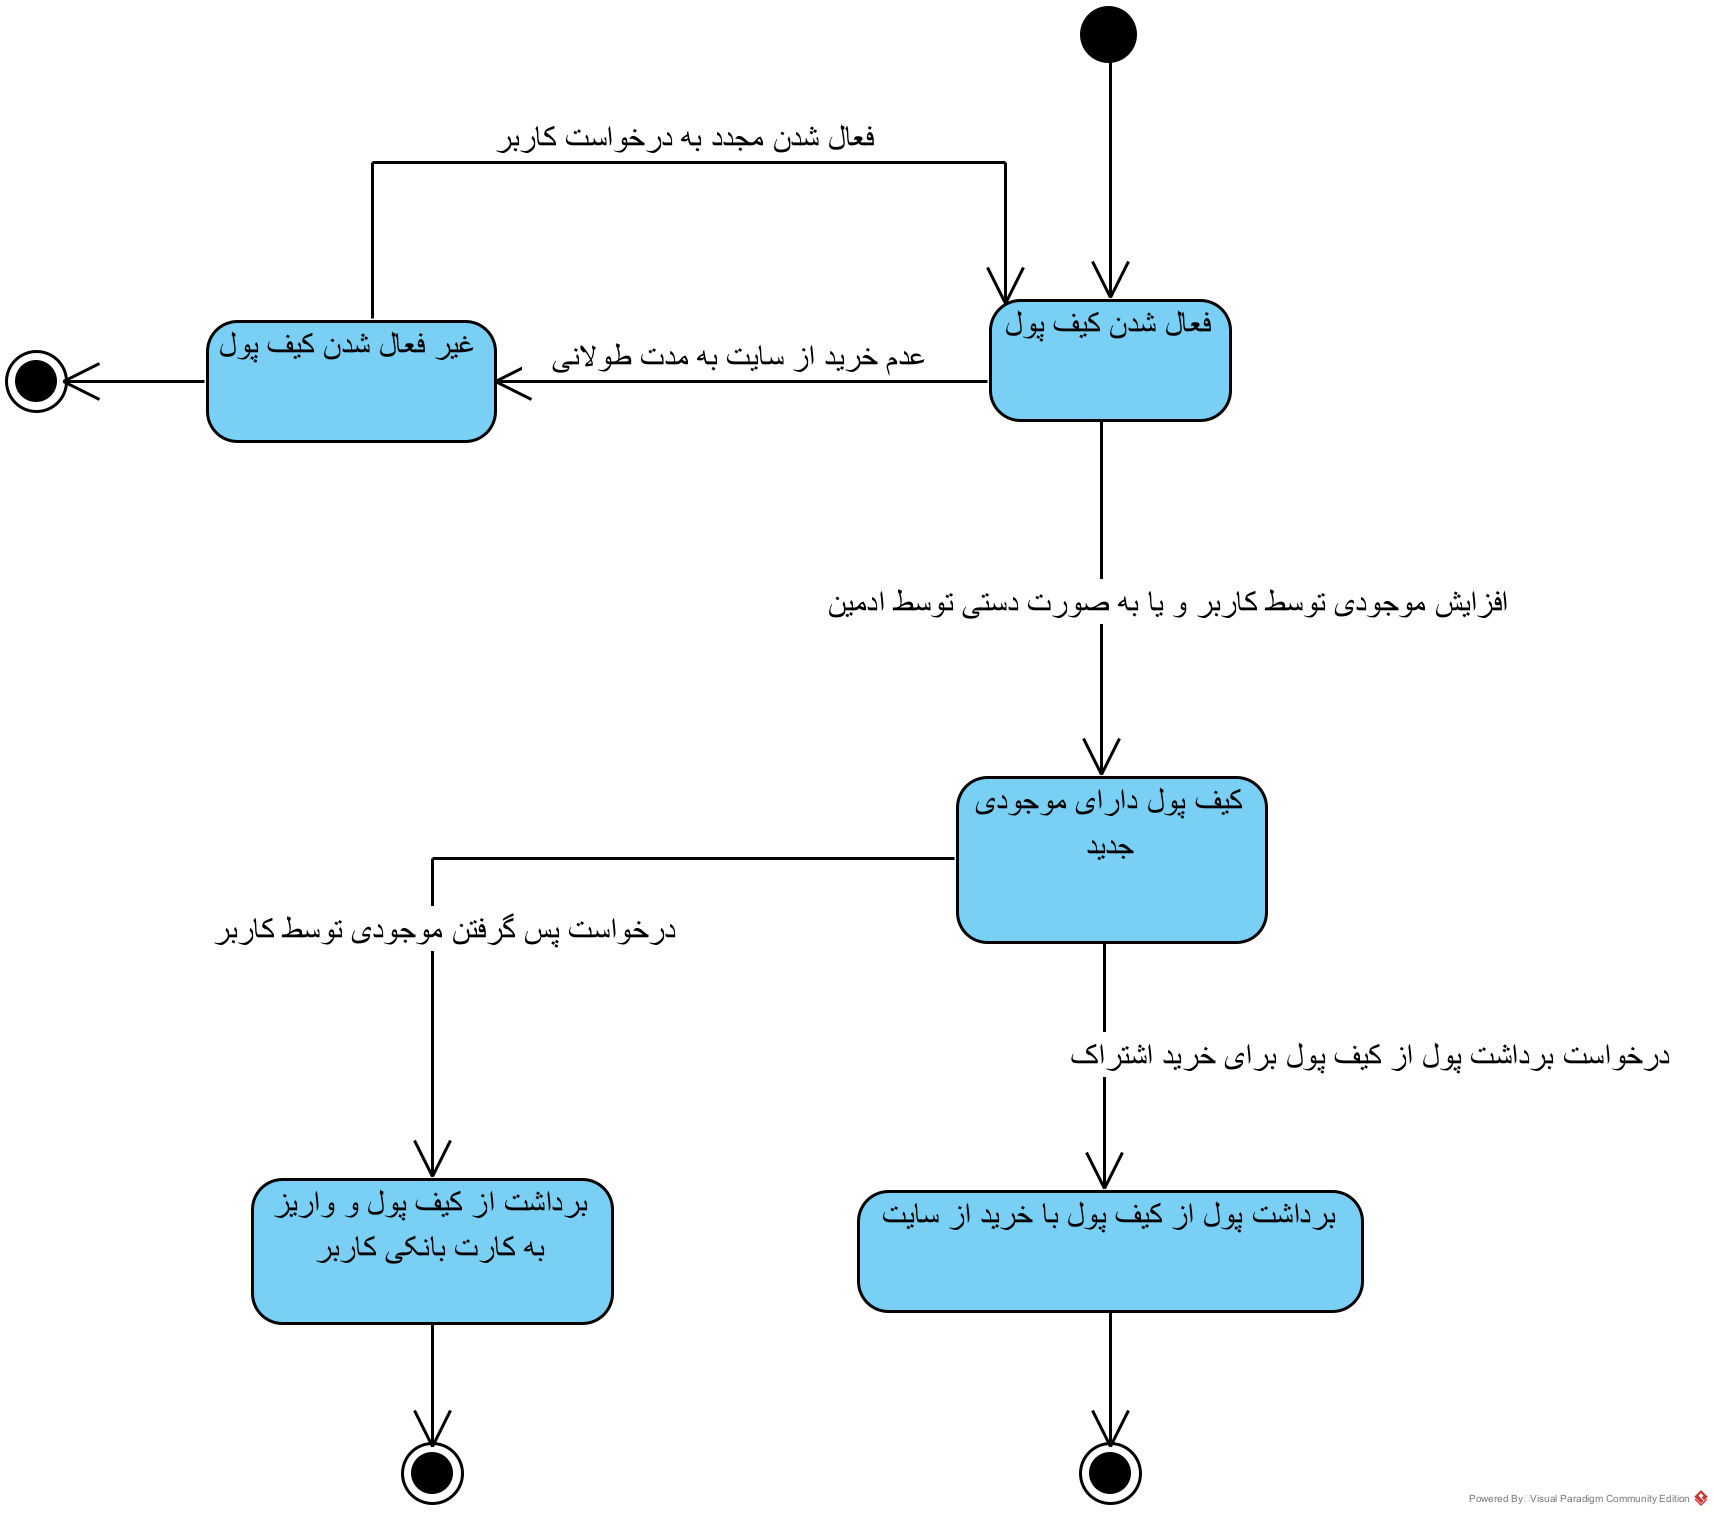 فعال شدن مجدد به درخواست کاربر
فعال شدن کیف پول
غیر فعال شدن کیف پول
عدم خرید از سایت به مدت طولانی
افزایش موجودی توسط کاربر و یا به صورت دستی توسط ادمین
کیف پول دارای موجودی
جدید
درخواست پس گرفتن موجودی توسط کاربر
درخواست برداشت پول از کیف پول برای خرید اشتراک
برداشت از کیف پول و واریز
به کارت بانکی کاربر
برداشت پول از کیف پول با خرید از سایت
Powered By Visual Paradigm Community Edition